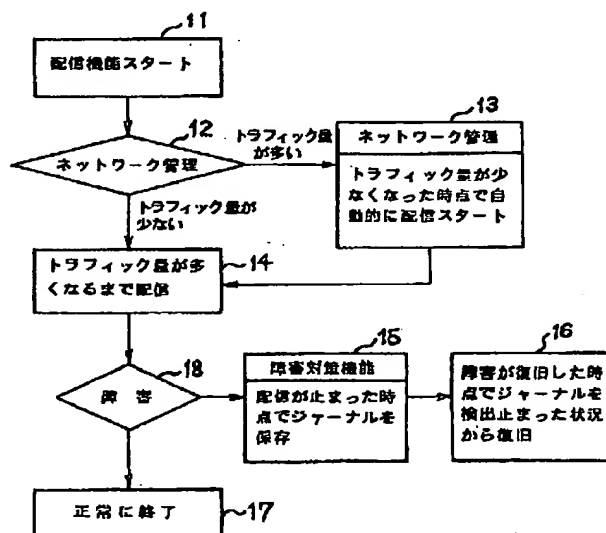 11
配信機能スタート
12
ネットワーク管理
トラフィック量
が多い
13
ネットワーク管理
トラフィック量が少
なくなった時点で自
動的に配信スタート
トラフィック量が
少ない
14
トラフィック量が多
くなるまで配信
18
障害
15
障害対策機能
配信が止まった時
点でジャーナルを
保存
16
障害が復旧した時
点でジャーナルを
検出止まった状況
から復旧
正常に終了
17